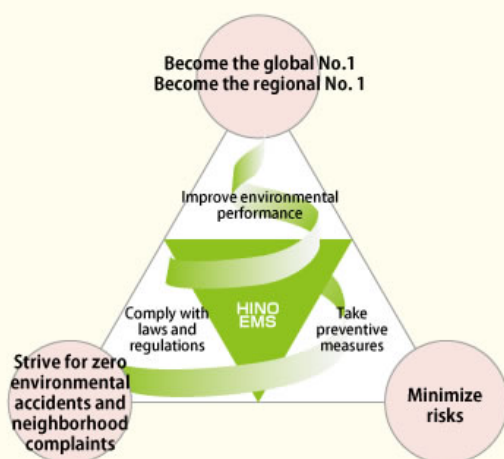 Become the global No.1
Become the regional No. 1
Improve environmental
performance
HINO
EMS
Comply with
laws and
regulations
Take
preventive
measures
Strive for zero
environmental
accidents and
neighborhood
complaints
Minimize
risks